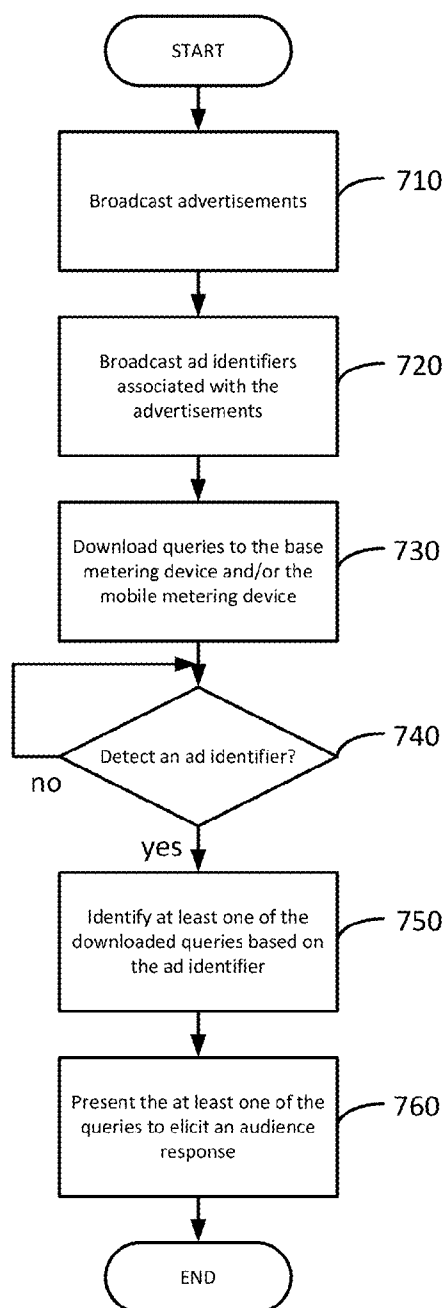 START
Broadcast advertisements
710
Broadcast ad identifiers
associated with the
advertisements
720
Download queries to the base
metering device and/or the
mobile metering device
730
Detect an ad identifier?
740
no
yes
Identify at least one of the
downloaded queries based on
the ad identifier
750
Present the at least one of the
queries to elicit an audience
response
760
END